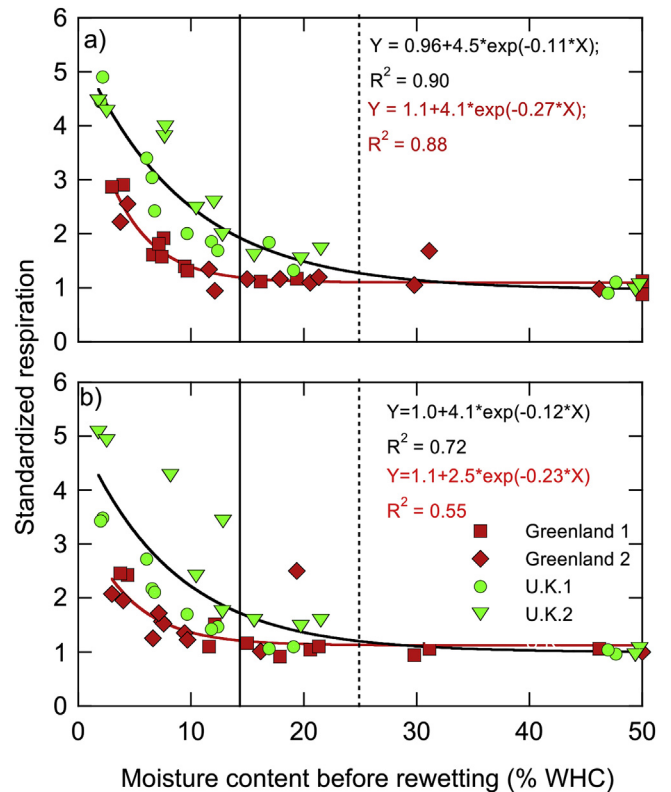 6
a)
Y = 0.96+4.5*exp(-0.11*X);
R² = 0.90
Y = 1.1+4.1*exp(-0.27*X);
R² = 0.88
5
4
3
2
1
0
Standardized respiration
6
b)
Y=1.0+4.1*exp(-0.12*X)
R² = 0.72
Y=1.1+2.5*exp(-0.23*X)
R² = 0.55
Greenland 1
Greenland 2
U.K.1
U.K.2
5
4
3
2
1
0
0 10 20 30 40 50
Moisture content before rewetting (% WHC)